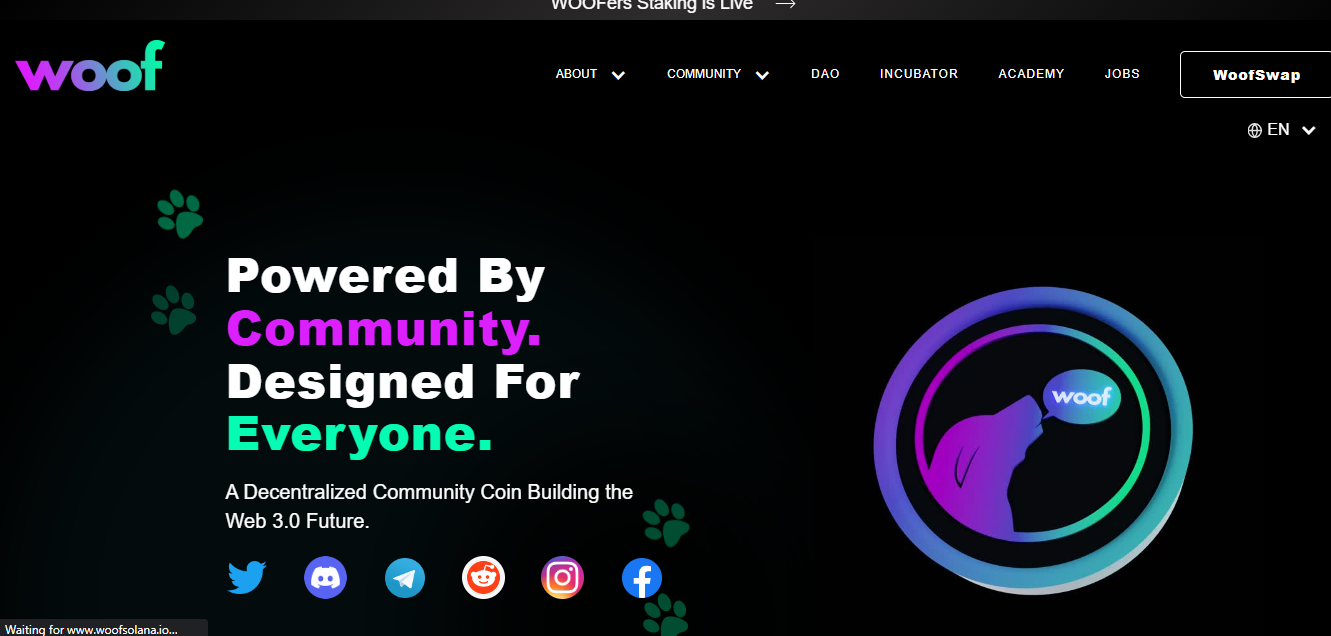 WOOFers Staking is Live →
woof
ABOUT
COMMUNITY
DAO
INCUBATOR
ACADEMY
JOBS
WoofSwap
EN
Powered By
Community.
Designed For
Everyone.
woof
A Decentralized Community Coin Building the
Web 3.0 Future.
Waiting for www.woofsolana.io...